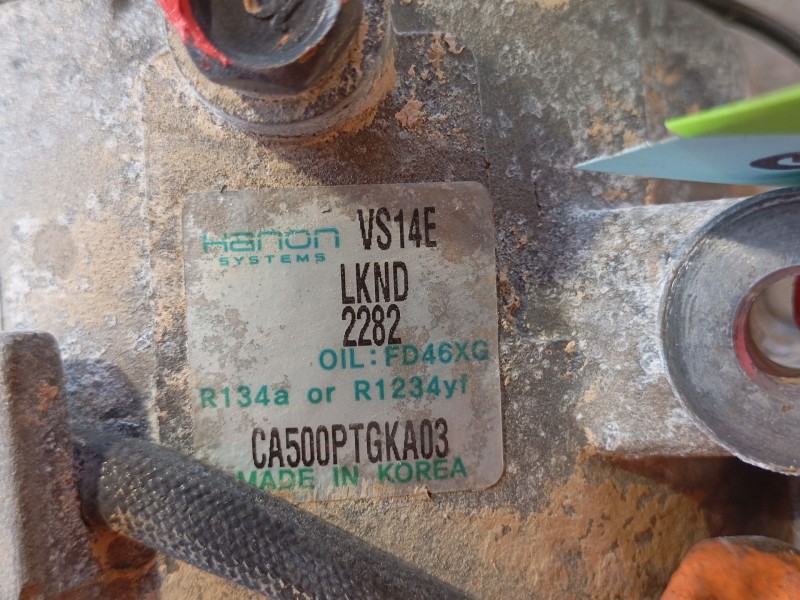 Hanon VS14E
SYSTEMS
LKND
2282
OIL: FD46XG
R134a or R1234yf
CA500PTGKA03
MADE IN KOREA